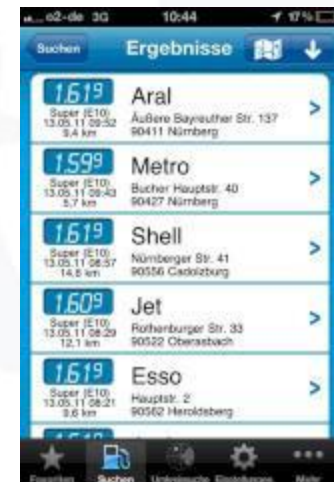 o2-de 3G 10:44 17%
Suchen Ergebnisse
1.619
Super (E10)
13.05.11 09:52
9,4 km
Aral
Äußere Bayreuther Str. 137
90411 Nürnberg
1.599
Super (E10)
13.05.11 09:43
5,7 km
Metro
Bucher Hauptstr. 40
90427 Nürnberg
1.619
Super (E10)
13.05.11 08:57
14,8 km
Shell
Nürnberger Str. 41
90556 Cadolzburg
1.609
Super (E10)
13.05.11 08:29
12,1 km
Jet
Rothenburger Str. 33
90522 Oberasbach
1.619
Super (E10)
13.05.11 08:21
9,6 km
Esso
Hauptstr. 2
90562 Heroldsberg
Favoriten Suchen Umkreissuche Einstellungen Mehr